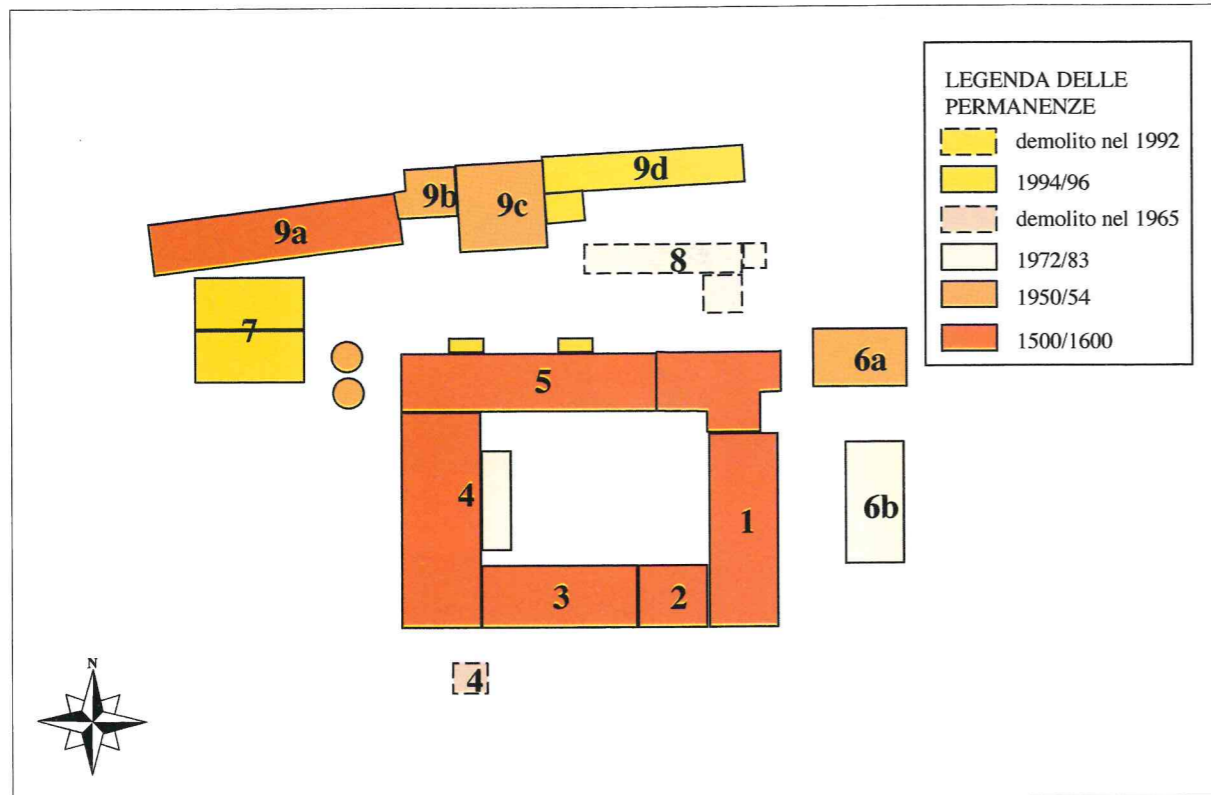 LEGENDA DELLE
PERMANENZE
demolito nel 1992
1994/96
demolito nel 1965
1972/83
1950/54
1500/1600
9d
9b
9c
9a
8
7
6a
5
4
1
6b
3
2
4
N